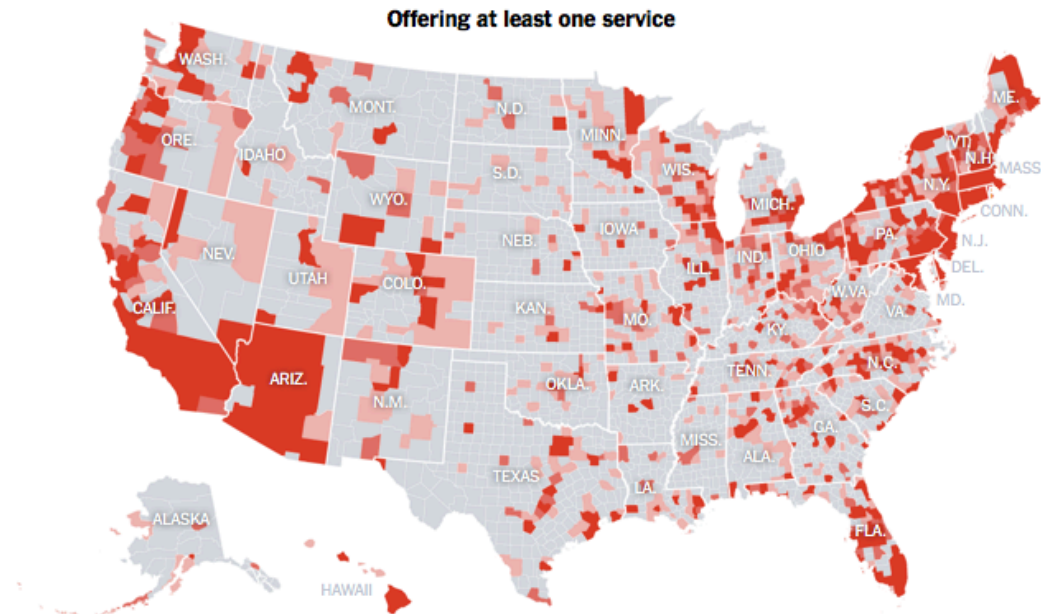 Offering at least one service
WASH.
MONT.
N.D.
MINN.
ME.
ORE.
IDAHO
S.D.
WIS.
VT.
N.H.
MASS
WYO.
MICH.
N.Y.
CONN.
NEB.
IOWA
PA.
N.J.
NEV.
UTAH
COLO.
ILL.
IND.
OHIO
DEL.
CALIF.
KAN.
MO.
W.VA.
VA.
MD.
KY.
ARIZ.
N.M.
OKLA.
ARK.
TENN.
N.C.
S.C.
MISS.
ALA.
GA.
TEXAS
LA.
ALASKA
FLA.
HAWAII